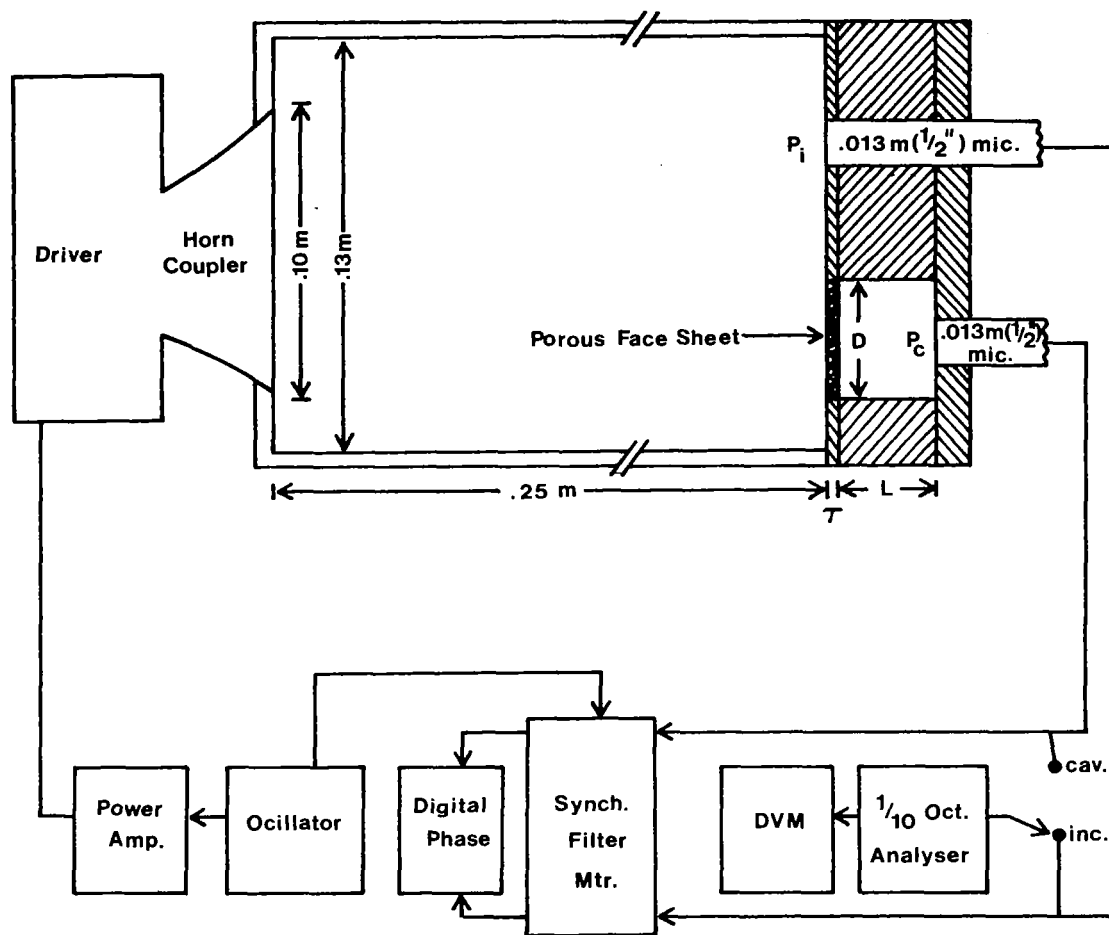 Driver
Horn
Coupler
.10 m
.13m
P_i
.013 m(1/2") mic.
Porous Face Sheet
D
P_c
.013m(1/2")
mic.
.25 m
L
τ
Power
Amp.
Ocillator
Digital
Phase
Synch.
Filter
Mtr.
DVM
1/10 Oct.
Analyser
cav.
inc.